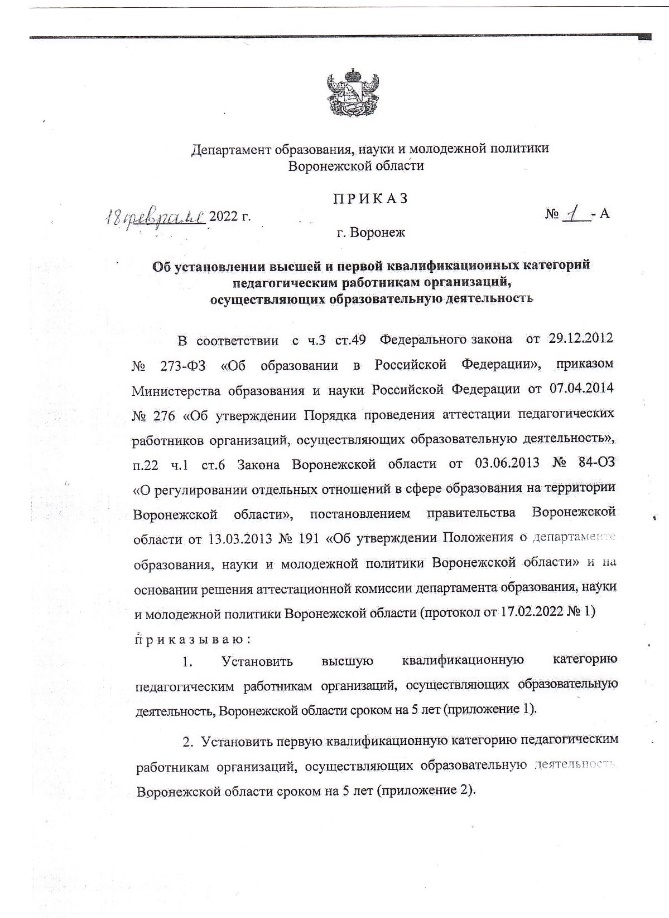 Департамент образования, науки и молодежной политики
Воронежской области
П Р И К А З
18 февраля 2022 г.
№ 1 - А
г. Воронеж
Об установлении высшей и первой квалификационных категорий
педагогическим работникам организаций,
осуществляющих образовательную деятельность
В соответствии с ч.3 ст.49 Федерального закона от 29.12.2012
№ 273-ФЗ «Об образовании в Российской Федерации», приказом
Министерства образования и науки Российской Федерации от 07.04.2014
№ 276 «Об утверждении Порядка проведения аттестации педагогических
работников организаций, осуществляющих образовательную деятельность»,
п.22 ч.1 ст.6 Закона Воронежской области от 03.06.2013 № 84-ОЗ
«О регулировании отдельных отношений в сфере образования на территории
Воронежской области», постановлением правительства Воронежской
области от 13.03.2013 № 191 «Об утверждении Положения о департаменте
образования, науки и молодежной политики Воронежской области» и на
основании решения аттестационной комиссии департамента образования, науки
и молодежной политики Воронежской области (протокол от 17.02.2022 № 1)
п р и к а з ы в а ю :
1. Установить высшую квалификационную категорию
педагогическим работникам организаций, осуществляющих образовательную
деятельность, Воронежской области сроком на 5 лет (приложение 1).
2. Установить первую квалификационную категорию педагогическим
работникам организаций, осуществляющих образовательную деятельность,
Воронежской области сроком на 5 лет (приложение 2).